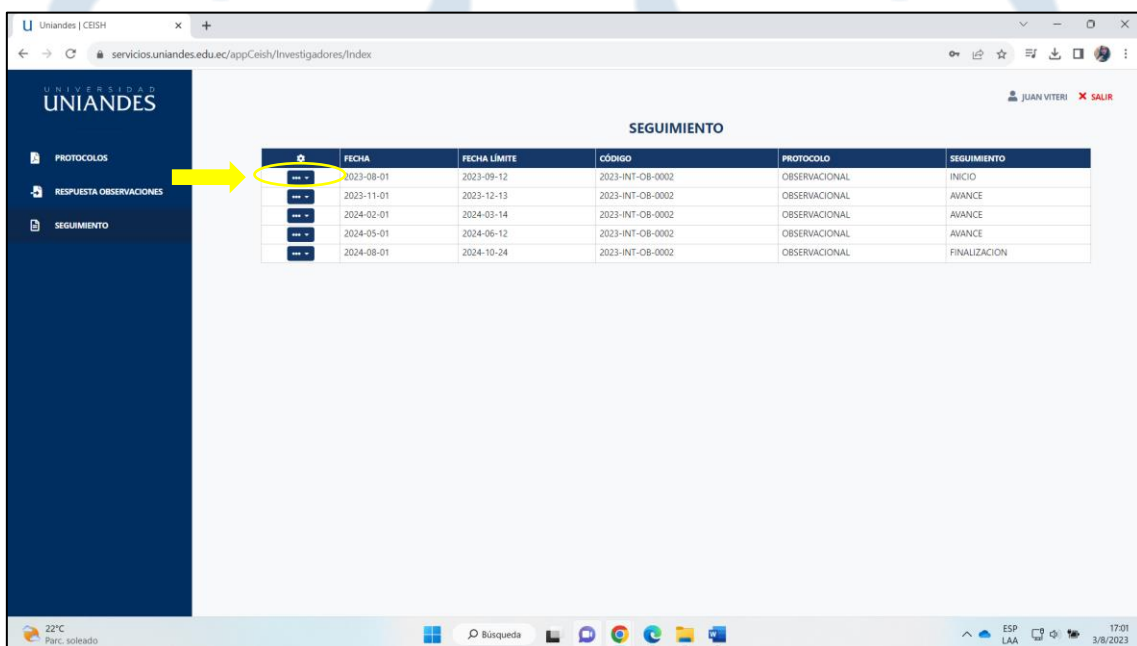 Uniandes | CEISH
servicios.uniandes.edu.ec/appCeish/Investigadores/Index
UNIVERSIDAD
UNIANDES
JUAN VITERI SALIR
SEGUIMIENTO
PROTOCOLOS
RESPUESTA OBSERVACIONES
SEGUIMIENTO
FECHA FECHA LÍMITE CÓDIGO PROTOCOLO SEGUIMIENTO
2023-08-01 2023-09-12 2023-INT-OB-0002 OBSERVACIONAL INICIO
2023-11-01 2023-12-13 2023-INT-OB-0002 OBSERVACIONAL AVANCE
2024-02-01 2024-03-14 2023-INT-OB-0002 OBSERVACIONAL AVANCE
2024-05-01 2024-06-12 2023-INT-OB-0002 OBSERVACIONAL AVANCE
2024-08-01 2024-10-24 2023-INT-OB-0002 OBSERVACIONAL FINALIZACION
22°C
Parc. soleado
Búsqueda
ESP
LAA
17:01
3/8/2023